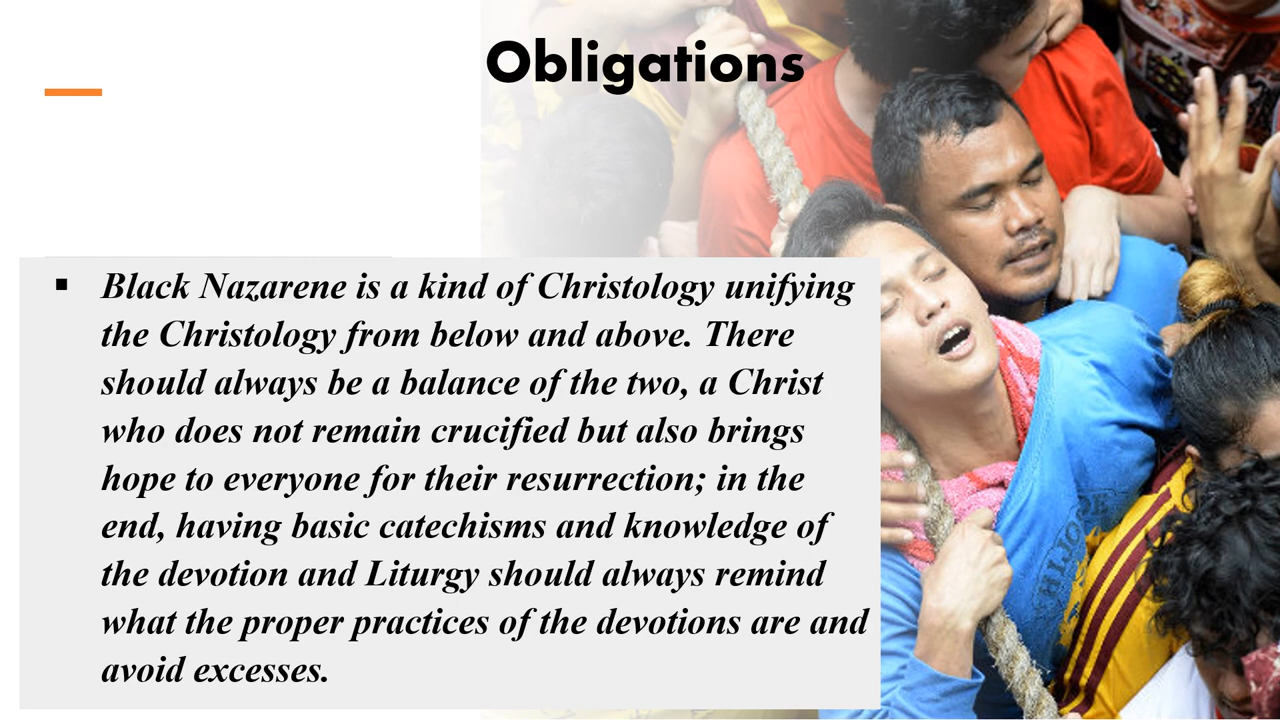 Obligations
▪ Black Nazarene is a kind of Christology unifying
the Christology from below and above. There
should always be a balance of the two, a Christ
who does not remain crucified but also brings
hope to everyone for their resurrection; in the
end, having basic catechisms and knowledge of
the devotion and Liturgy should always remind
what the proper practices of the devotions are and
avoid excesses.